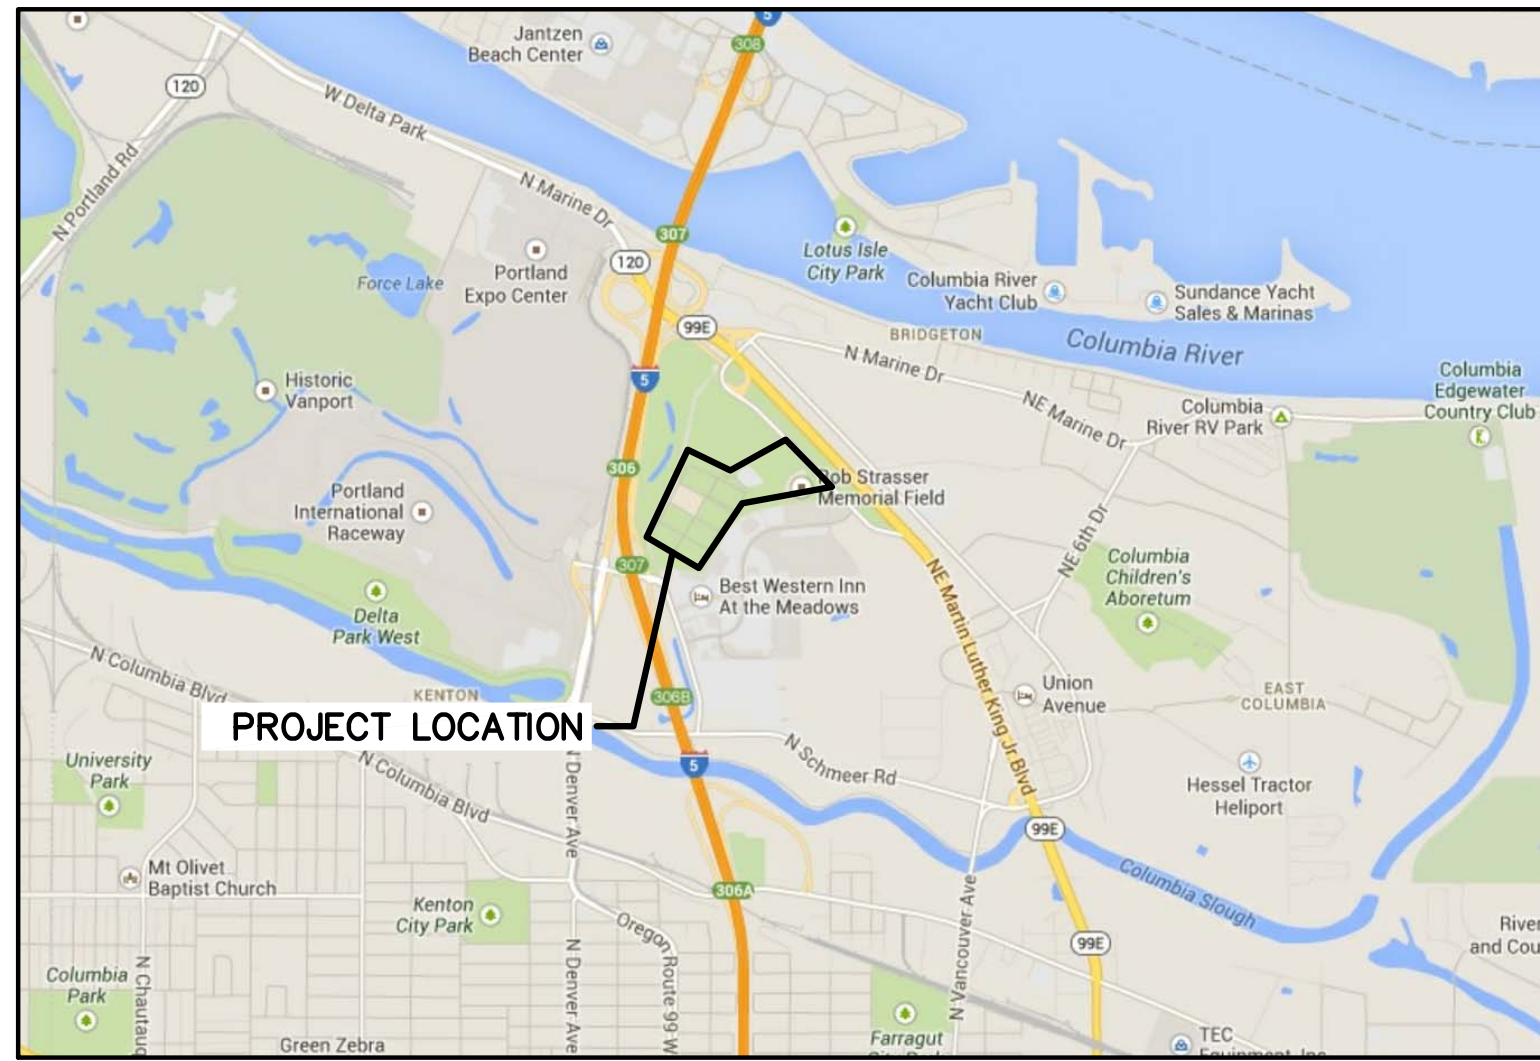 5
308
Jantzen
Beach Center
120
W Delta Park
N Portland Rd
N Marine Dr
307
120
Lotus Isle
City Park
Portland
Expo Center
Force Lake
Columbia River
Yacht Club
Sundance Yacht
Sales & Marinas
99E
BRIDGETON
Columbia River
N Marine Dr
5
Historic
Vanport
NE Marine Dr
Columbia
River RV Park
Columbia
Edgewater
Country Club
306
Bob Strasser
Memorial Field
Portland
International
Raceway
NE 6th Dr
307
Best Western Inn
At the Meadows
Columbia
Children's
Aboretum
Delta
Park West
NE Martin Luther King Jr Blvd
N Columbia Blvd
KENTON
306B
Union
Avenue
EAST
COLUMBIA
PROJECT LOCATION
5
N Schmeer Rd
University
Park
N Columbia Blvd
N Denver Ave
Hessel Tractor
Heliport
99E
Mt Olivet
Baptist Church
306A
Columbia Slough
Kenton
City Park
Oregon Route 99 W
N Vancouver Ave
99E
River
and Cou
Columbia
Park
N Chautauq
N Denver Ave
Farragut
Green Zebra
TEC